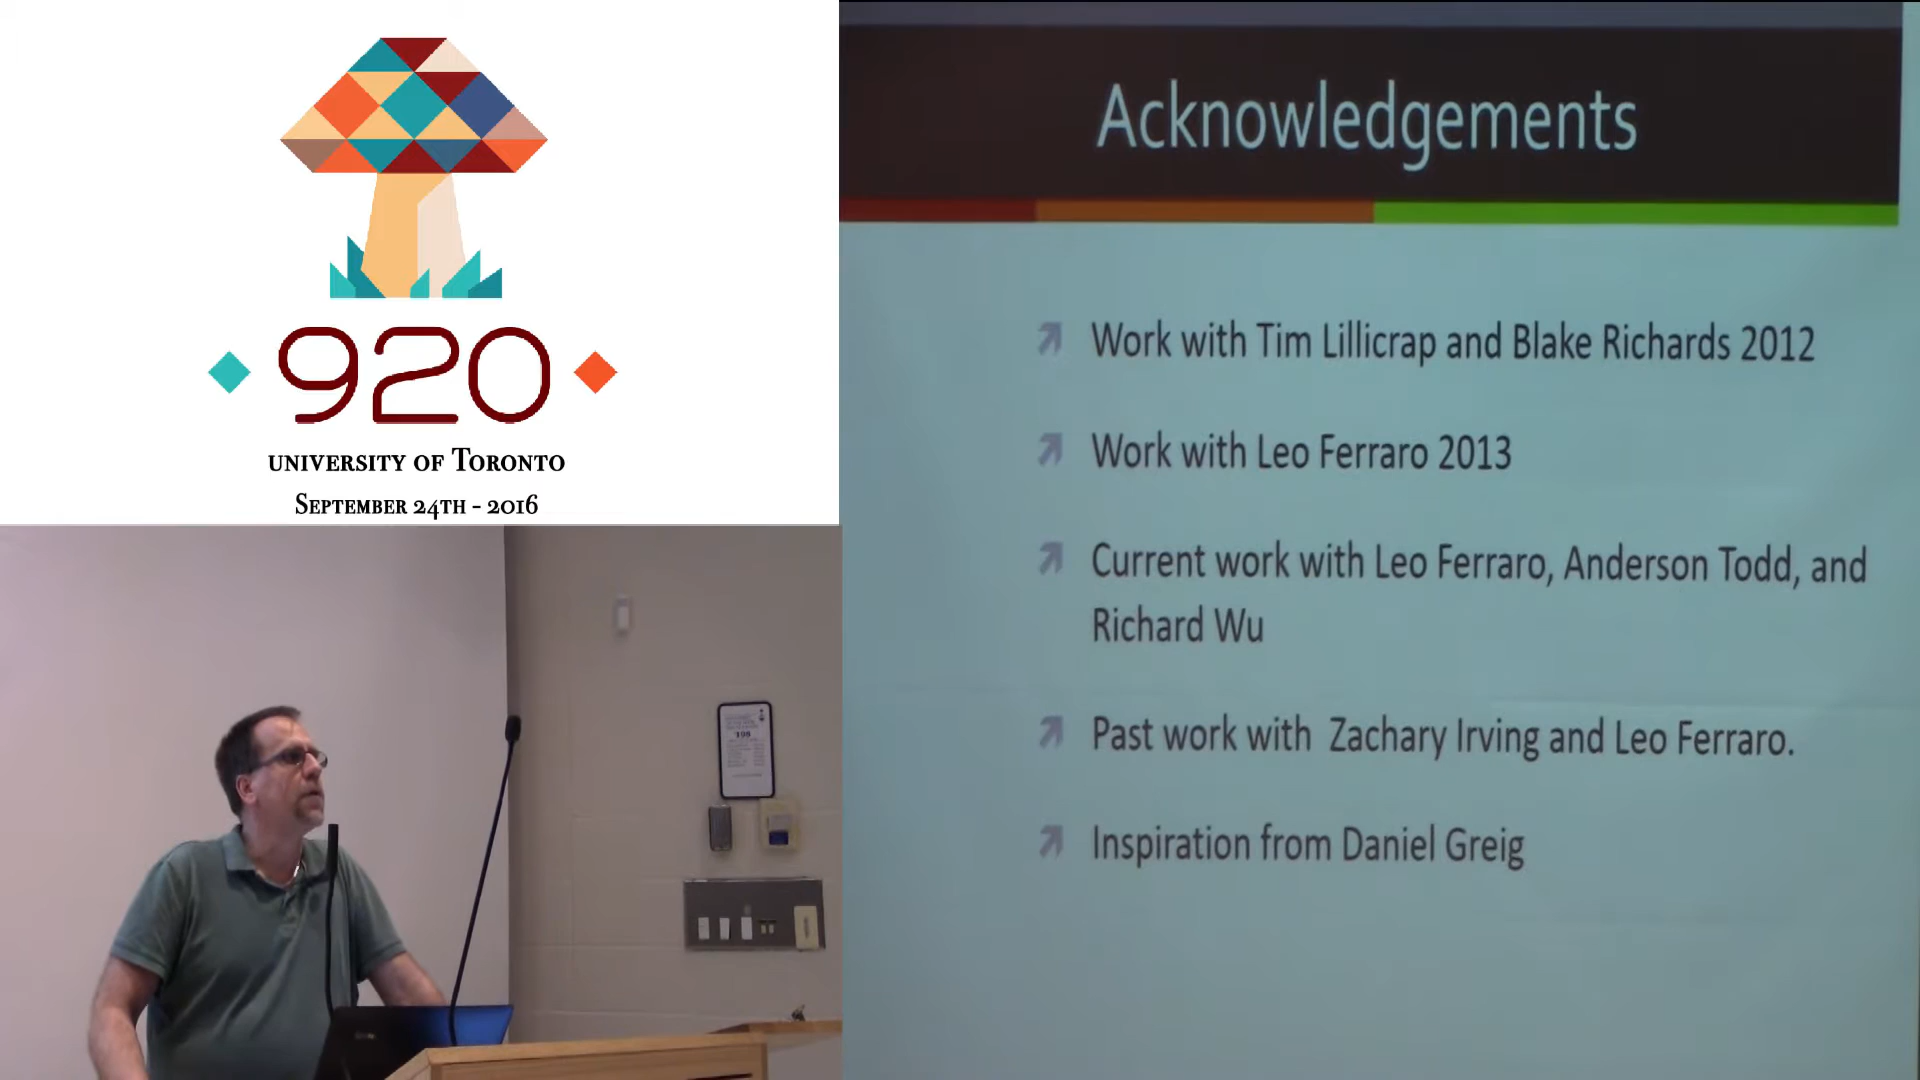 920
UNIVERSITY OF TORONTO
SEPTEMBER 24TH - 2016
Acknowledgements
Work with Tim Lillicrap and Blake Richards 2012
Work with Leo Ferraro 2013
Current work with Leo Ferraro, Anderson Todd, and
Richard Wu
Past work with Zachary Irving and Leo Ferraro.
Inspiration from Daniel Greig